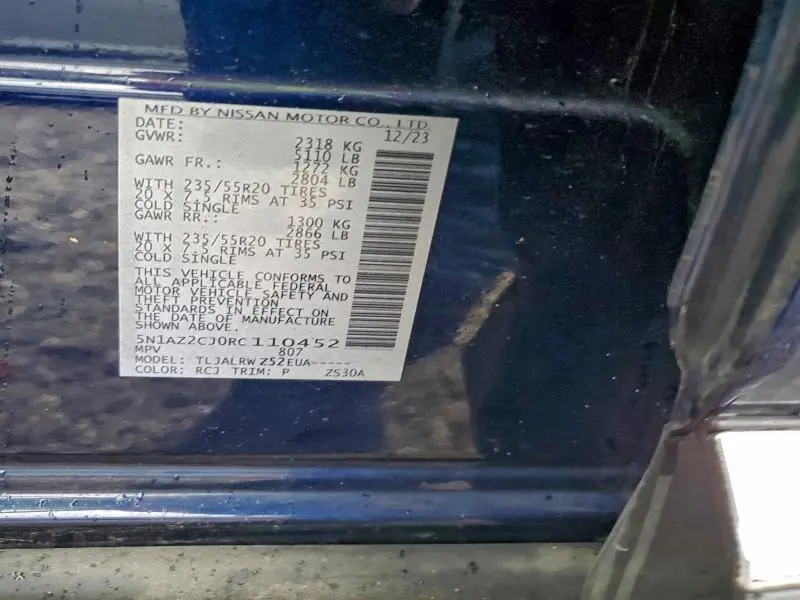 MFD BY NISSAN MOTOR CO., LTD.
DATE: 12/23
GVWR: 2318 KG
5110 LB
GAWR FR.: 1272 KG
2804 LB
WITH 235/55R20 TIRES
20 X 7.5 RIMS AT 35 PSI
COLD SINGLE
GAWR RR.: 1300 KG
2866 LB
WITH 235/55R20 TIRES
20 X 7.5 RIMS AT 35 PSI
COLD SINGLE
THIS VEHICLE CONFORMS TO
ALL APPLICABLE FEDERAL
MOTOR VEHICLE SAFETY AND
THEFT PREVENTION
STANDARDS IN EFFECT ON
THE DATE OF MANUFACTURE
SHOWN ABOVE.
5N1AZ2CJ0RC110452
MPV 807
MODEL: TLJALRWZ52EUA-----
COLOR: RCJ TRIM: P ZS30A